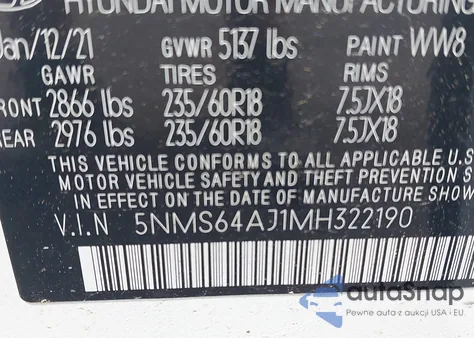 HYUNDAI MOTOR MANUFACTURING
Jan/12/21 GVWR 5137 lbs PAINT WW8
GAWR TIRES RIMS
FRONT 2866 lbs 235/60R18 7.5JX18
REAR 2976 lbs 235/60R18 7.5JX18
THIS VEHICLE CONFORMS TO ALL APPLICABLE
MOTOR VEHICLE SAFETY AND THEFT PREVENTION S
IN EFFECT ON THE DATE OF MANUFACTURE SHOW
V.I.N 5NMS64AJ1MH322190
autoSnap
Pewne auta z aukcji USA i EU